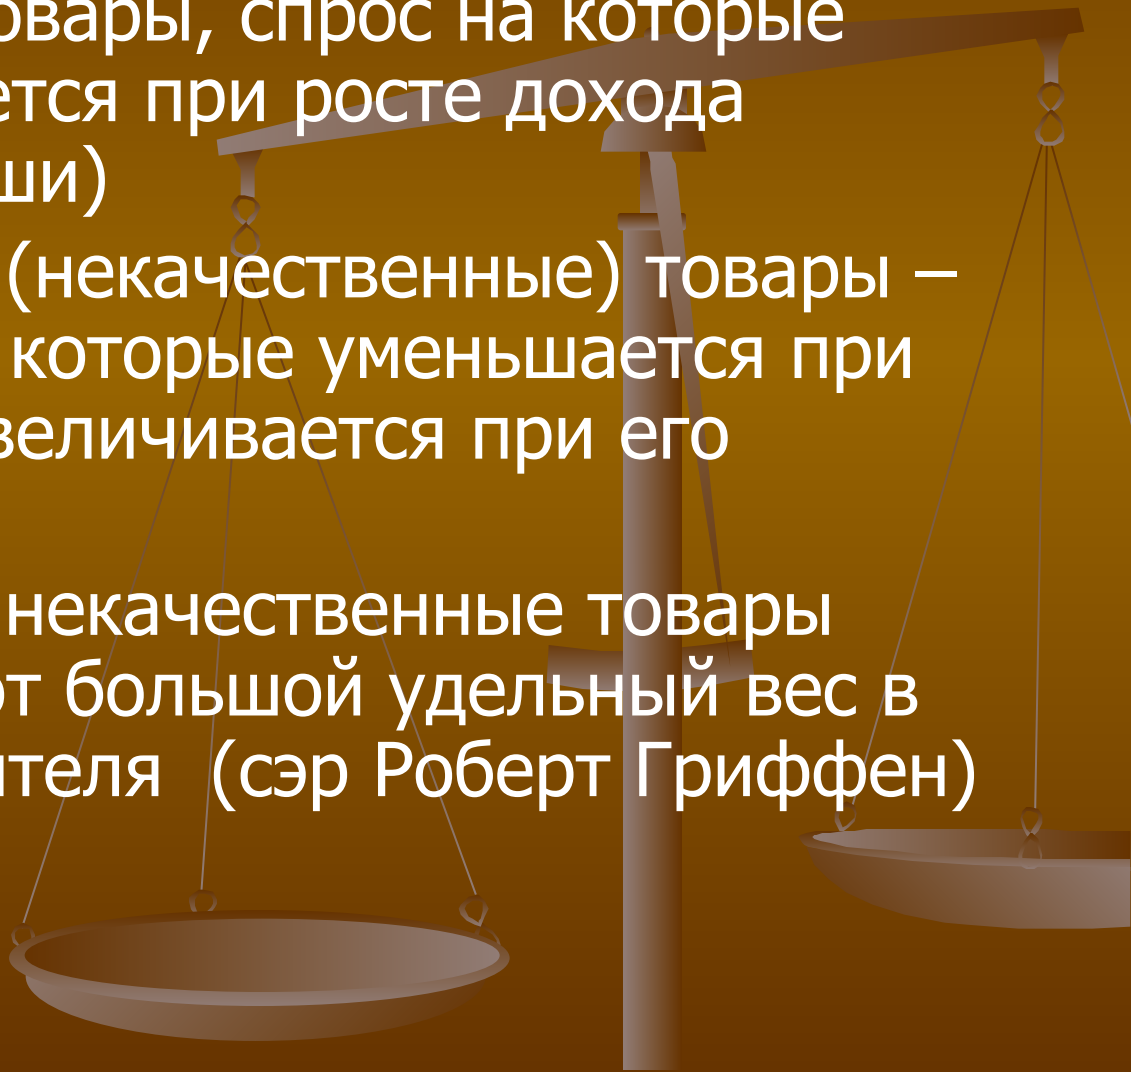 овары, спрос на которые
ется при росте дохода
ши)
(некачественные) товары –
которые уменьшается при
величивается при его
некачественные товары
от большой удельный вес в
ителя (сэр Роберт Гриффен)